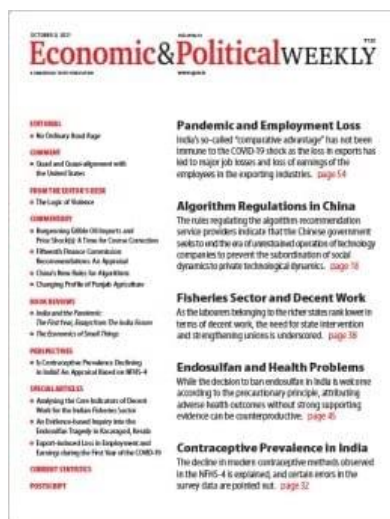 OCTOBER 9, 2021
Economic&PoliticalWEEKLY
A SAMEEKSHA TRUST PUBLICATION
www.epw.in
EDITORIAL
No Ordinary Road Rage
COMMENT
Quad and Quasi-alignment with
the United States
FROM THE EDITOR'S DESK
The Logic of Violence
COMMENTARY
Burgeoning Edible Oil Imports and
Price Shock(s): A Time for Course Correction
Fifteenth Finance Commission
Recommendations: An Appraisal
China's New Rules for Algorithms
Changing Profile of Punjab Agriculture
BOOK REVIEWS
India and the Pandemic:
The First Year, Essays from The India Forum
The Economics of Small Things
PERSPECTIVES
Is Contraceptive Prevalence Declining
in India? An Appraisal Based on NFHS-4
SPECIAL ARTICLES
Analysing the Core Indicators of Decent
Work for the Indian Fisheries Sector
An Evidence-based Inquiry into the
Endosulfan Tragedy in Kasaragod, Kerala
Export-induced Loss in Employment and
Earnings during the First Year of the COVID-19
CURRENT STATISTICS
POSTSCRIPT
Pandemic and Employment Loss
India's so-called "comparative advantage" has not been
immune to the COVID-19 shock as the loss in exports has
led to major job losses and loss of earnings of the
employees in the exporting industries. page 54
Algorithm Regulations in China
The rules regulating the algorithm recommendation
service providers indicate that the Chinese government
seeks to end the era of unrestrained operation of technology
companies to prevent the subordination of social
dynamics to private technological dynamics. page 18
Fisheries Sector and Decent Work
As the labourers belonging to the richer states rank lower in
terms of decent work, the need for state intervention
and strengthening unions is underscored. page 38
Endosulfan and Health Problems
While the decision to ban endosulfan in India is welcome
according to the precautionary principle, attributing
adverse health outcomes without strong supporting
evidence can be counterproductive. page 45
Contraceptive Prevalence in India
The decline in modern contraceptive methods observed
in the NFHS-4 is explained, and certain errors in the
survey data are pointed out. page 32